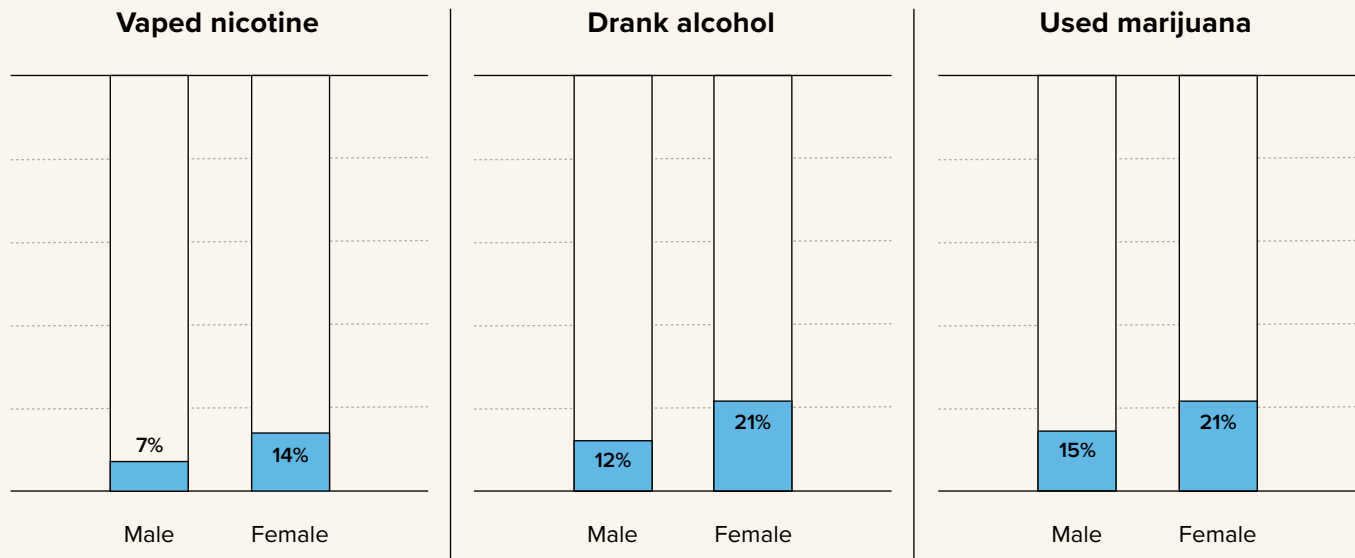 Vaped nicotine
7%
14%
Male Female
Drank alcohol
12%
21%
Male Female
Used marijuana
15%
21%
Male Female